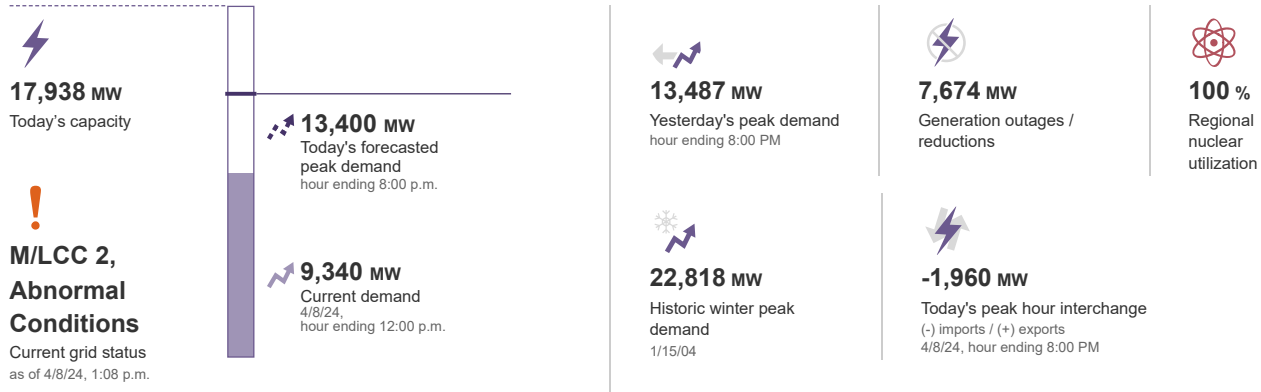 17,938 MW
Today's capacity
M/LCC 2,
Abnormal
Conditions
Current grid status
as of 4/8/24, 1:08 p.m.
13,400 MW
Today's forecasted
peak demand
hour ending 8:00 p.m.
9,340 MW
Current demand
4/8/24,
hour ending 12:00 p.m.
13,487 MW
Yesterday's peak demand
hour ending 8:00 PM
7,674 MW
Generation outages /
reductions
100 %
Regional
nuclear
utilization
22,818 MW
Historic winter peak
demand
1/15/04
-1,960 MW
Today's peak hour interchange
(-) imports / (+) exports
4/8/24, hour ending 8:00 PM